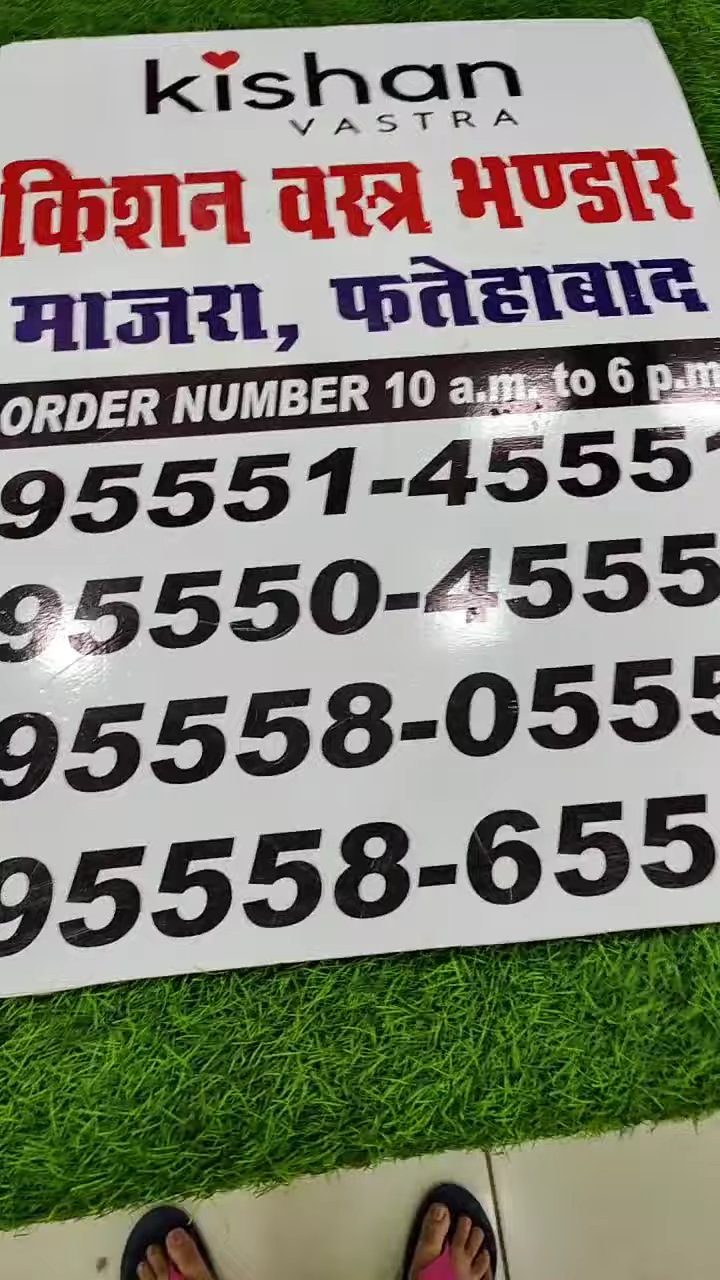 kishan
VASTRA
किशन वस्त्र भण्डार
माजरा, फतेहाबाद
ORDER NUMBER 10 a.m. to 6 p.m
95551-45551
95550-4555
95558-0555
95558-655